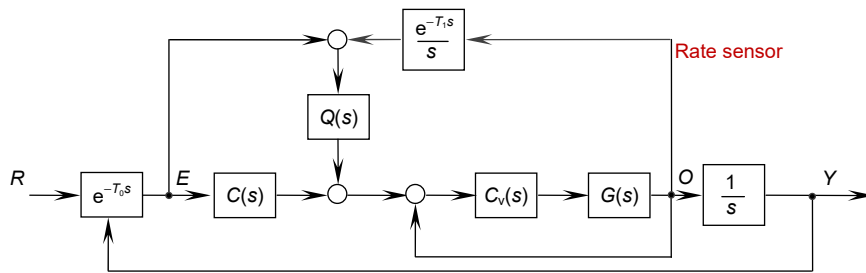 e^{-T_1 s}
s
Rate sensor
Q(s)
R
e^{-T_0 s}
E
C(s)
C_v(s)
G(s)
O
1
s
Y